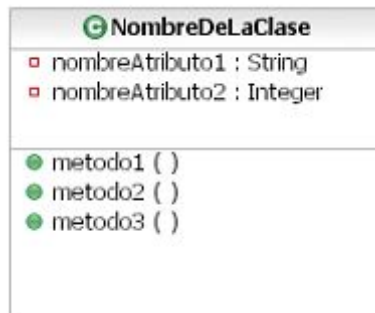 NombreDeLaClase
nombreAtributo1 : String
nombreAtributo2 : Integer
metodo1 ( )
metodo2 ( )
metodo3 ( )